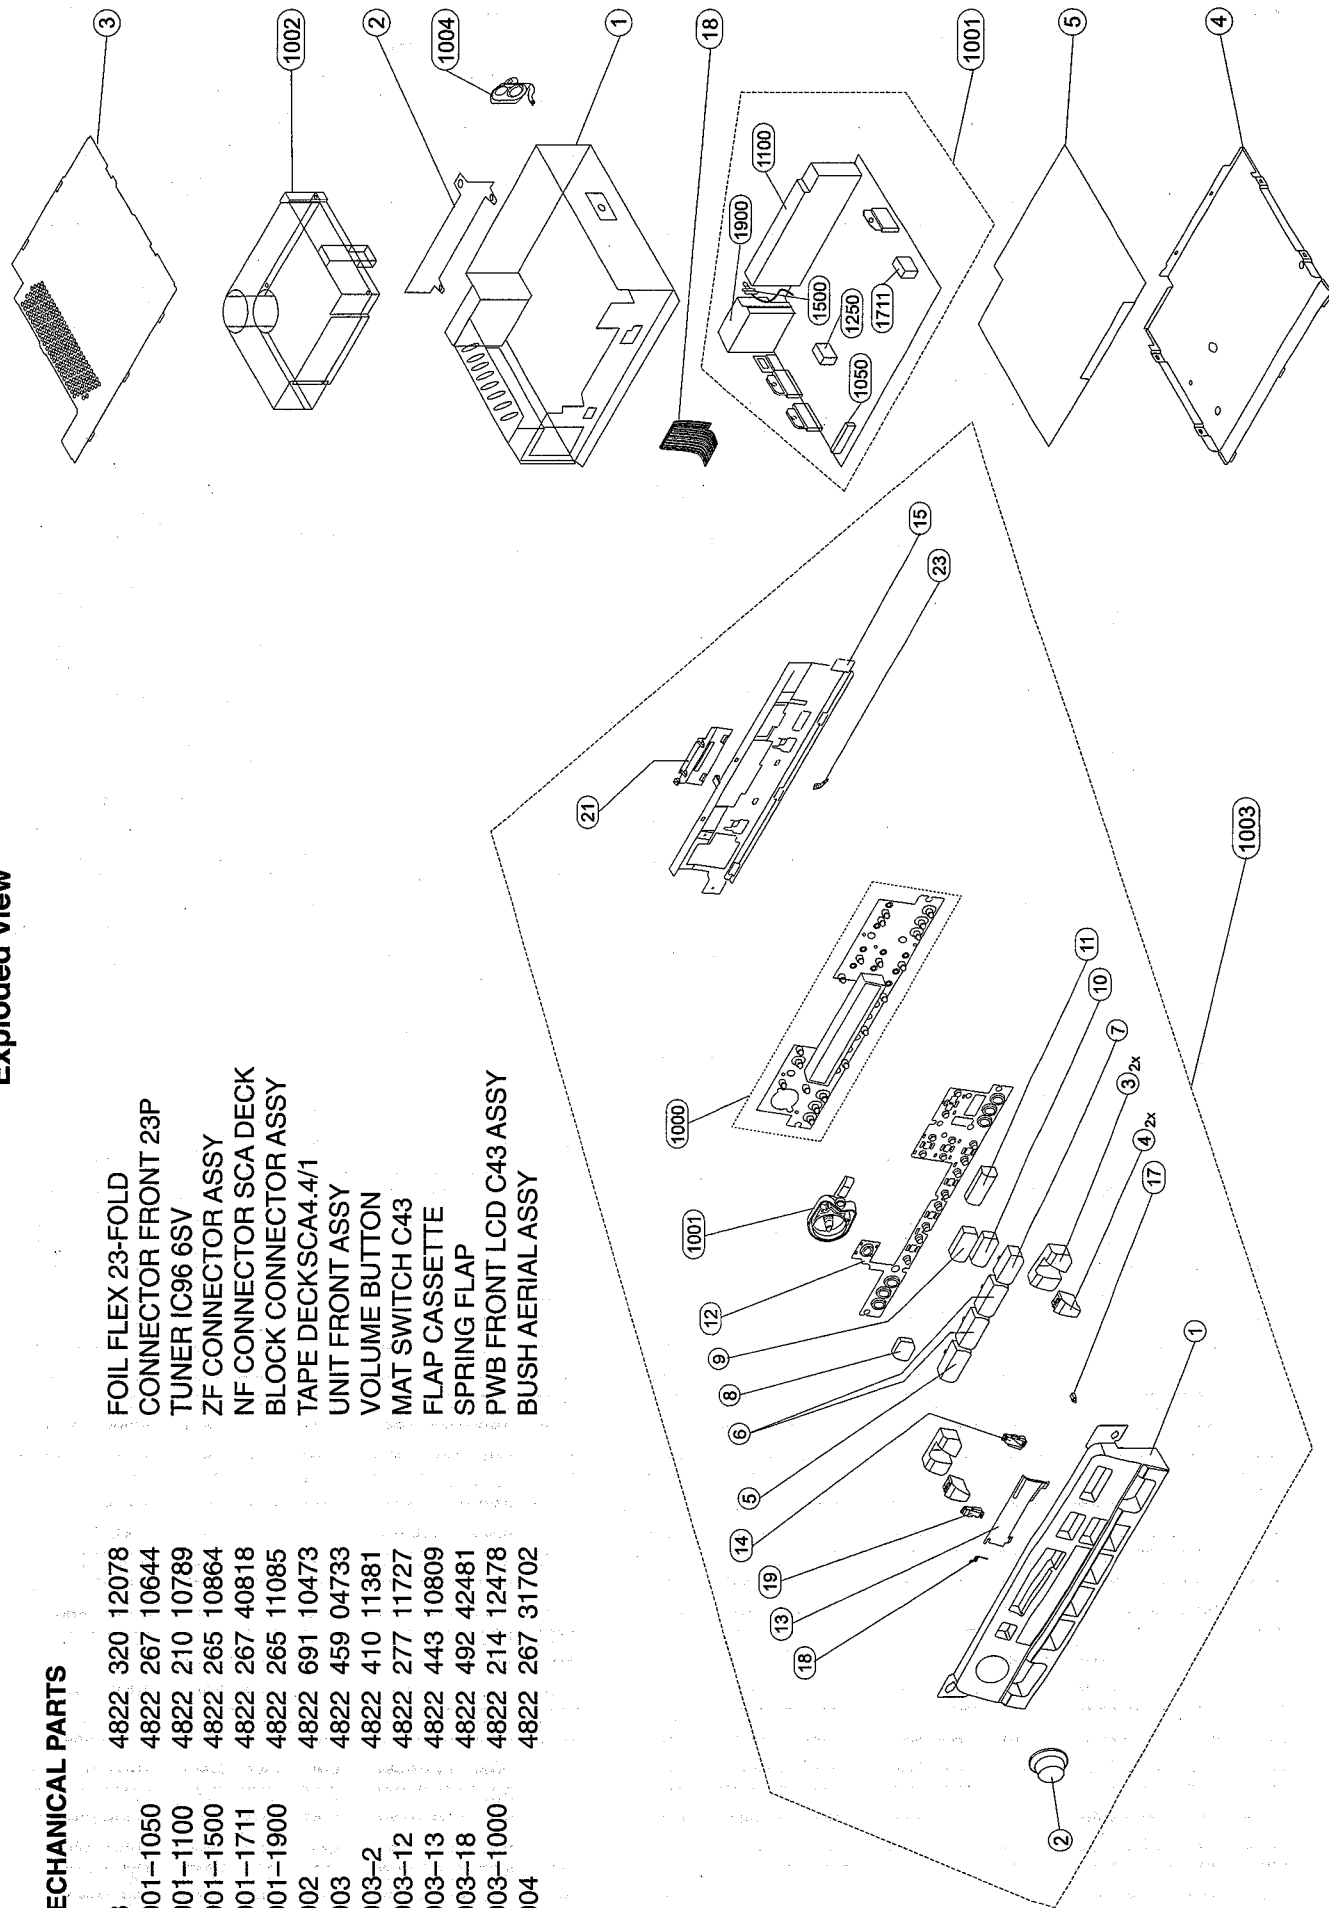 Exploded view
ECHANICAL PARTS
4822 320 12078 FOIL FLEX 23-FOLD
001–1050 4822 267 10644 CONNECTOR FRONT 23P
001–1100 4822 210 10789 TUNER IC96 6SV
001–1500 4822 265 10864 ZF CONNECTOR ASSY
001–1711 4822 267 40818 NF CONNECTOR SCA DECK
001–1900 4822 265 11085 BLOCK CONNECTOR ASSY
002 4822 691 10473 TAPE DECKSCA4.4/1
003 4822 459 04733 UNIT FRONT ASSY
003–2 4822 410 11381 VOLUME BUTTON
003–12 4822 277 11727 MAT SWITCH C43
003–13 4822 443 10809 FLAP CASSETTE
003–18 4822 492 42481 SPRING FLAP
003–1000 4822 214 12478 PWB FRONT LCD C43 ASSY
004 4822 267 31702 BUSH AERIAL ASSY
3
1002
2
1004
1
18
1001
1100
1900
1500
1250
1711
1050
5
4
15
23
21
1003
1000
1001
12
9
8
6
5
14
19
13
18
11
10
7
3 2x
4 2x
17
1
2